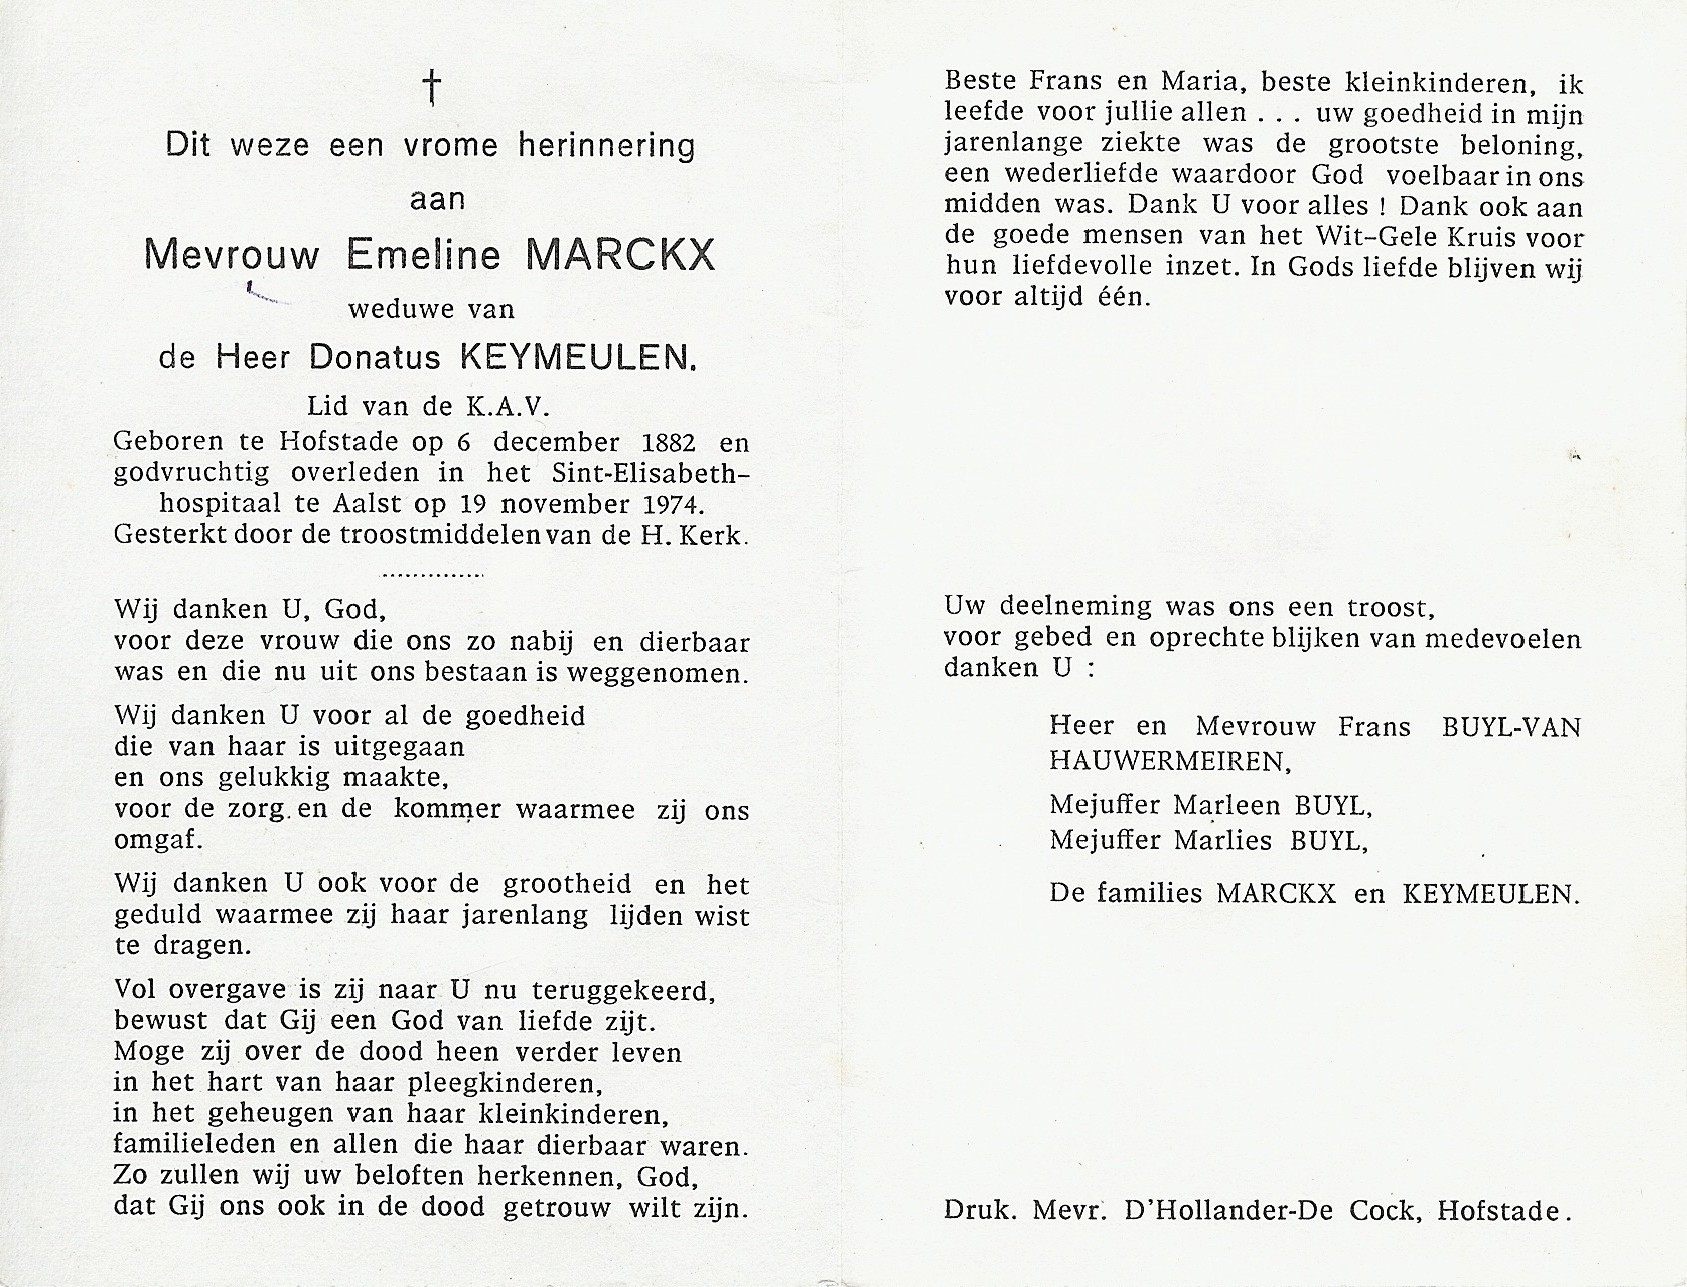 †
Dit weze een vrome herinnering
aan
Mevrouw Emeline MARCKX
weduwe van
de Heer Donatus KEYMEULEN.
Lid van de K.A.V.
Geboren te Hofstade op 6 december 1882 en
godvruchtig overleden in het Sint-Elisabeth-
hospitaal te Aalst op 19 november 1974.
Gesterkt door de troostmiddelen van de H. Kerk.
..............
Wij danken U, God,
voor deze vrouw die ons zo nabij en dierbaar
was en die nu uit ons bestaan is weggenomen.
Wij danken U voor al de goedheid
die van haar is uitgegaan
en ons gelukkig maakte,
voor de zorg en de kommer waarmee zij ons
omgaf.
Wij danken U ook voor de grootheid en het
geduld waarmee zij haar jarenlang lijden wist
te dragen.
Vol overgave is zij naar U nu teruggekeerd,
bewust dat Gij een God van liefde zijt.
Moge zij over de dood heen verder leven
in het hart van haar pleegkinderen,
in het geheugen van haar kleinkinderen,
familieleden en allen die haar dierbaar waren.
Zo zullen wij uw beloften herkennen, God,
dat Gij ons ook in de dood getrouw wilt zijn.
Beste Frans en Maria, beste kleinkinderen, ik
leefde voor jullie allen . . . uw goedheid in mijn
jarenlange ziekte was de grootste beloning,
een wederliefde waardoor God voelbaar in ons
midden was. Dank U voor alles ! Dank ook aan
de goede mensen van het Wit-Gele Kruis voor
hun liefdevolle inzet. In Gods liefde blijven wij
voor altijd één.
Uw deelneming was ons een troost,
voor gebed en oprechte blijken van medevoelen
danken U :
Heer en Mevrouw Frans BUYL-VAN
HAUWERMEIREN,
Mejuffer Marleen BUYL,
Mejuffer Marlies BUYL,
De families MARCKX en KEYMEULEN.
Druk. Mevr. D'Hollander-De Cock, Hofstade.